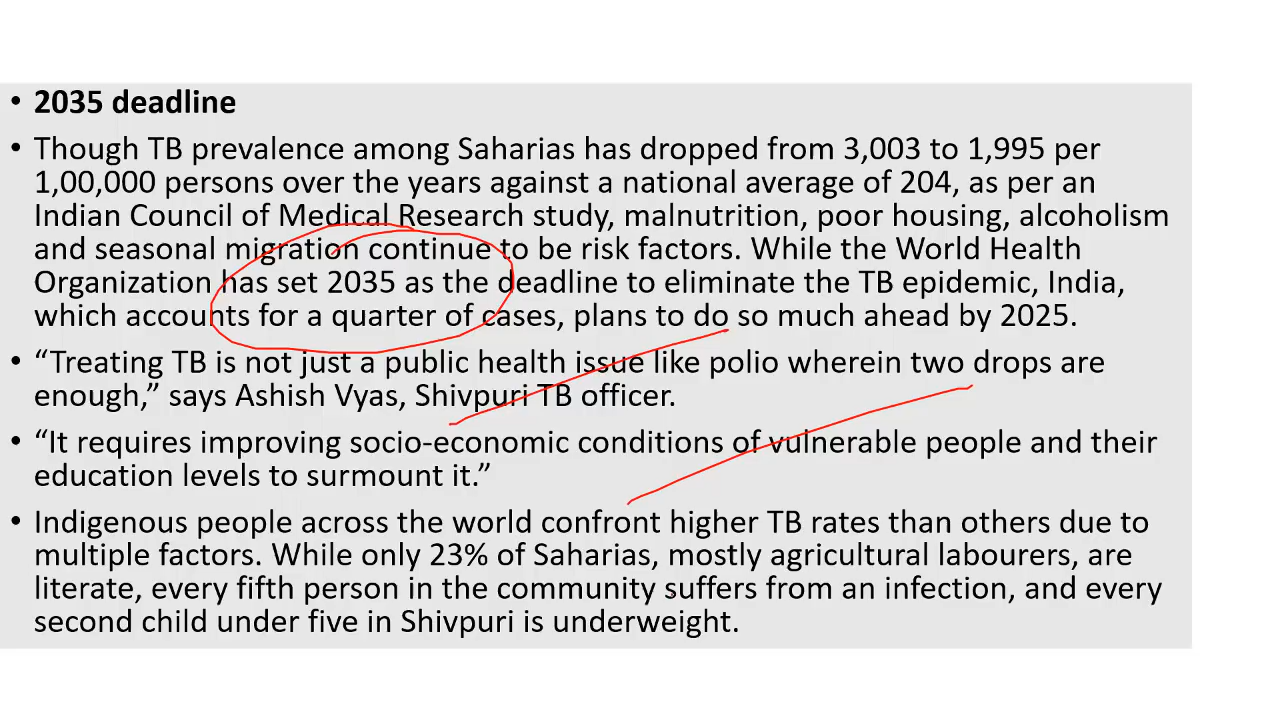 • 2035 deadline
• Though TB prevalence among Saharias has dropped from 3,003 to 1,995 per
1,00,000 persons over the years against a national average of 204, as per an
Indian Council of Medical Research study, malnutrition, poor housing, alcoholism
and seasonal migration continue to be risk factors. While the World Health
Organization has set 2035 as the deadline to eliminate the TB epidemic, India,
which accounts for a quarter of cases, plans to do so much ahead by 2025.
• “Treating TB is not just a public health issue like polio wherein two drops are
enough,” says Ashish Vyas, Shivpuri TB officer.
• “It requires improving socio-economic conditions of vulnerable people and their
education levels to surmount it.”
• Indigenous people across the world confront higher TB rates than others due to
multiple factors. While only 23% of Saharias, mostly agricultural labourers, are
literate, every fifth person in the community suffers from an infection, and every
second child under five in Shivpuri is underweight.